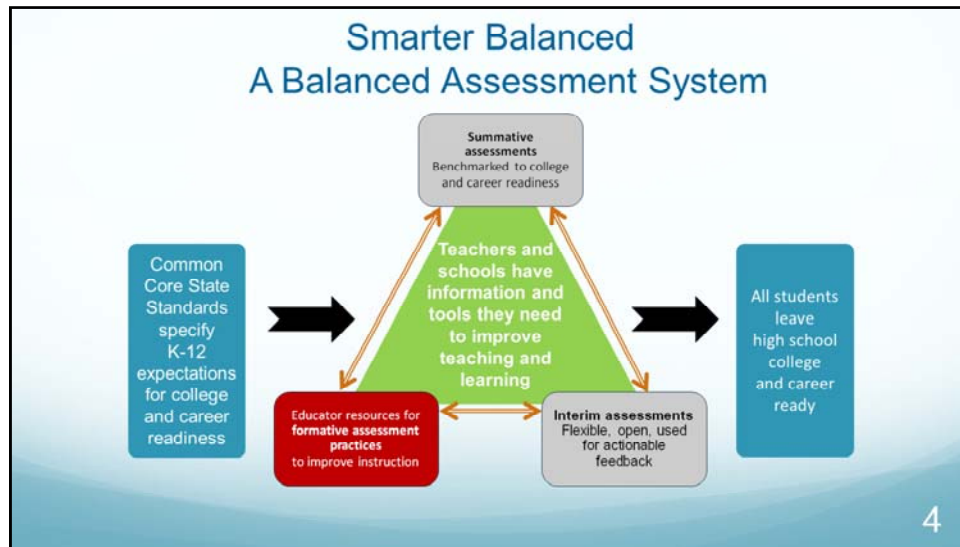 Smarter Balanced
A Balanced Assessment System
Summative
assessments
Benchmarked to college
and career readiness
Common
Core State
Standards
specify
K-12
expectations
for college
and career
readiness
Teachers and
schools have
information and
tools they need
to improve
teaching and
learning
All students
leave
high school
college
and career
ready
Educator resources for
formative assessment
practices
to improve instruction
Interim assessments
Flexible, open, used
for actionable
feedback
4